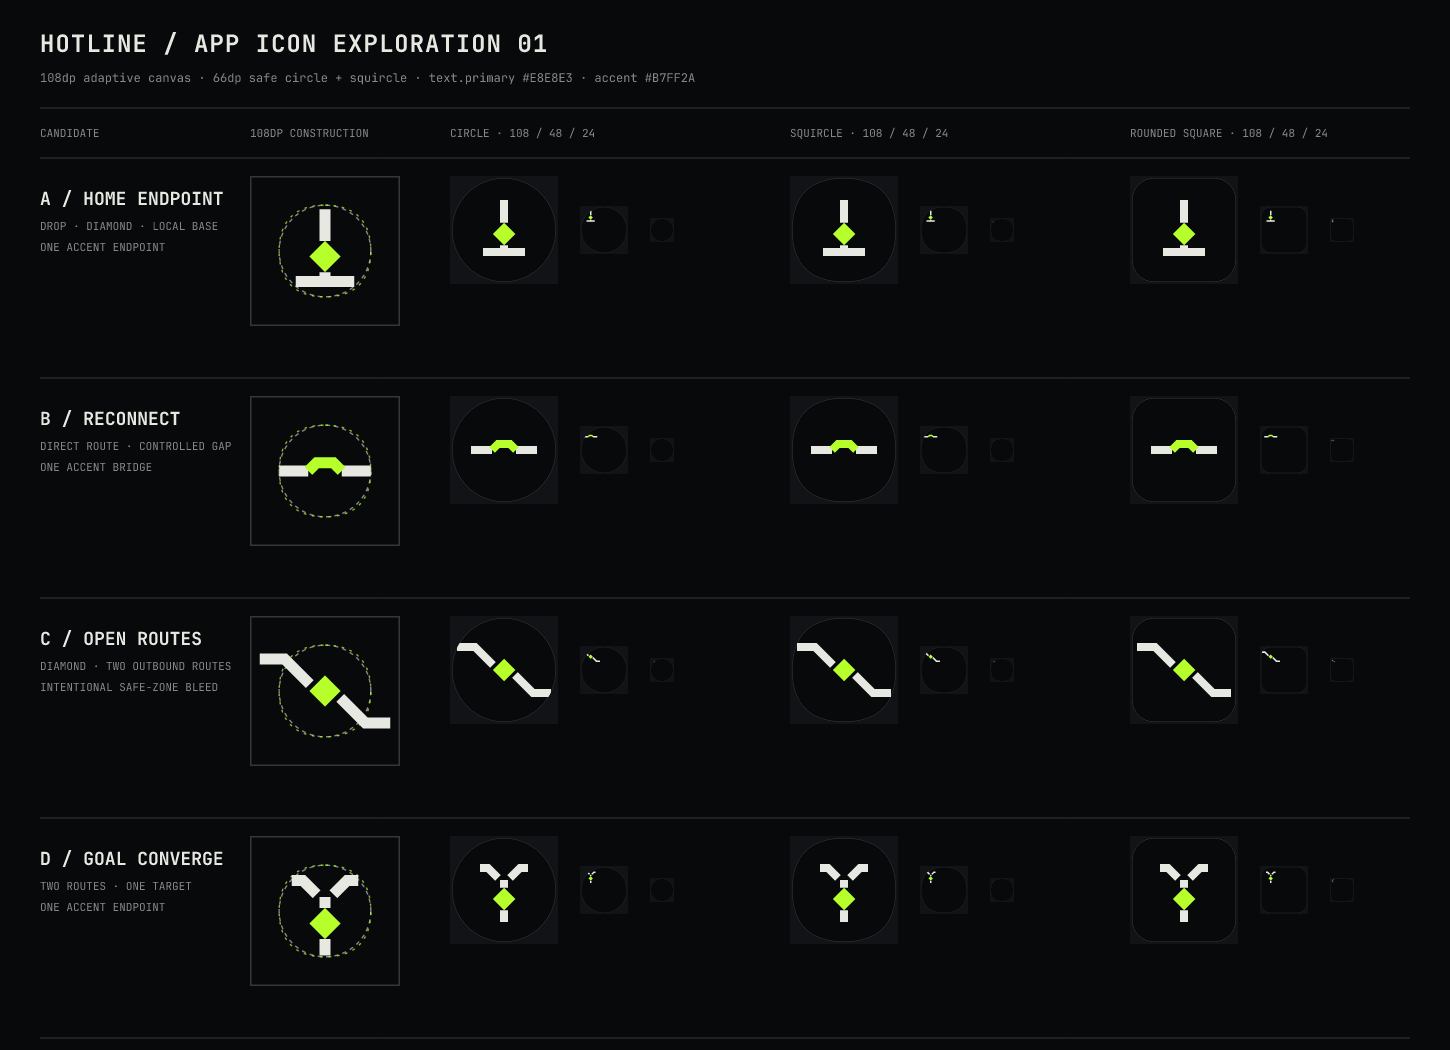 HOTLINE / APP ICON EXPLORATION 01
108dp adaptive canvas · 66dp safe circle + squircle · text.primary #E8E8E3 · accent #B7FF2A
CANDIDATE 108DP CONSTRUCTION CIRCLE · 108 / 48 / 24 SQUIRCLE · 108 / 48 / 24 ROUNDED SQUARE · 108 / 48 / 24
A / HOME ENDPOINT
DROP · DIAMOND · LOCAL BASE
ONE ACCENT ENDPOINT
B / RECONNECT
DIRECT ROUTE · CONTROLLED GAP
ONE ACCENT BRIDGE
C / OPEN ROUTES
DIAMOND · TWO OUTBOUND ROUTES
INTENTIONAL SAFE-ZONE BLEED
D / GOAL CONVERGE
TWO ROUTES · ONE TARGET
ONE ACCENT ENDPOINT